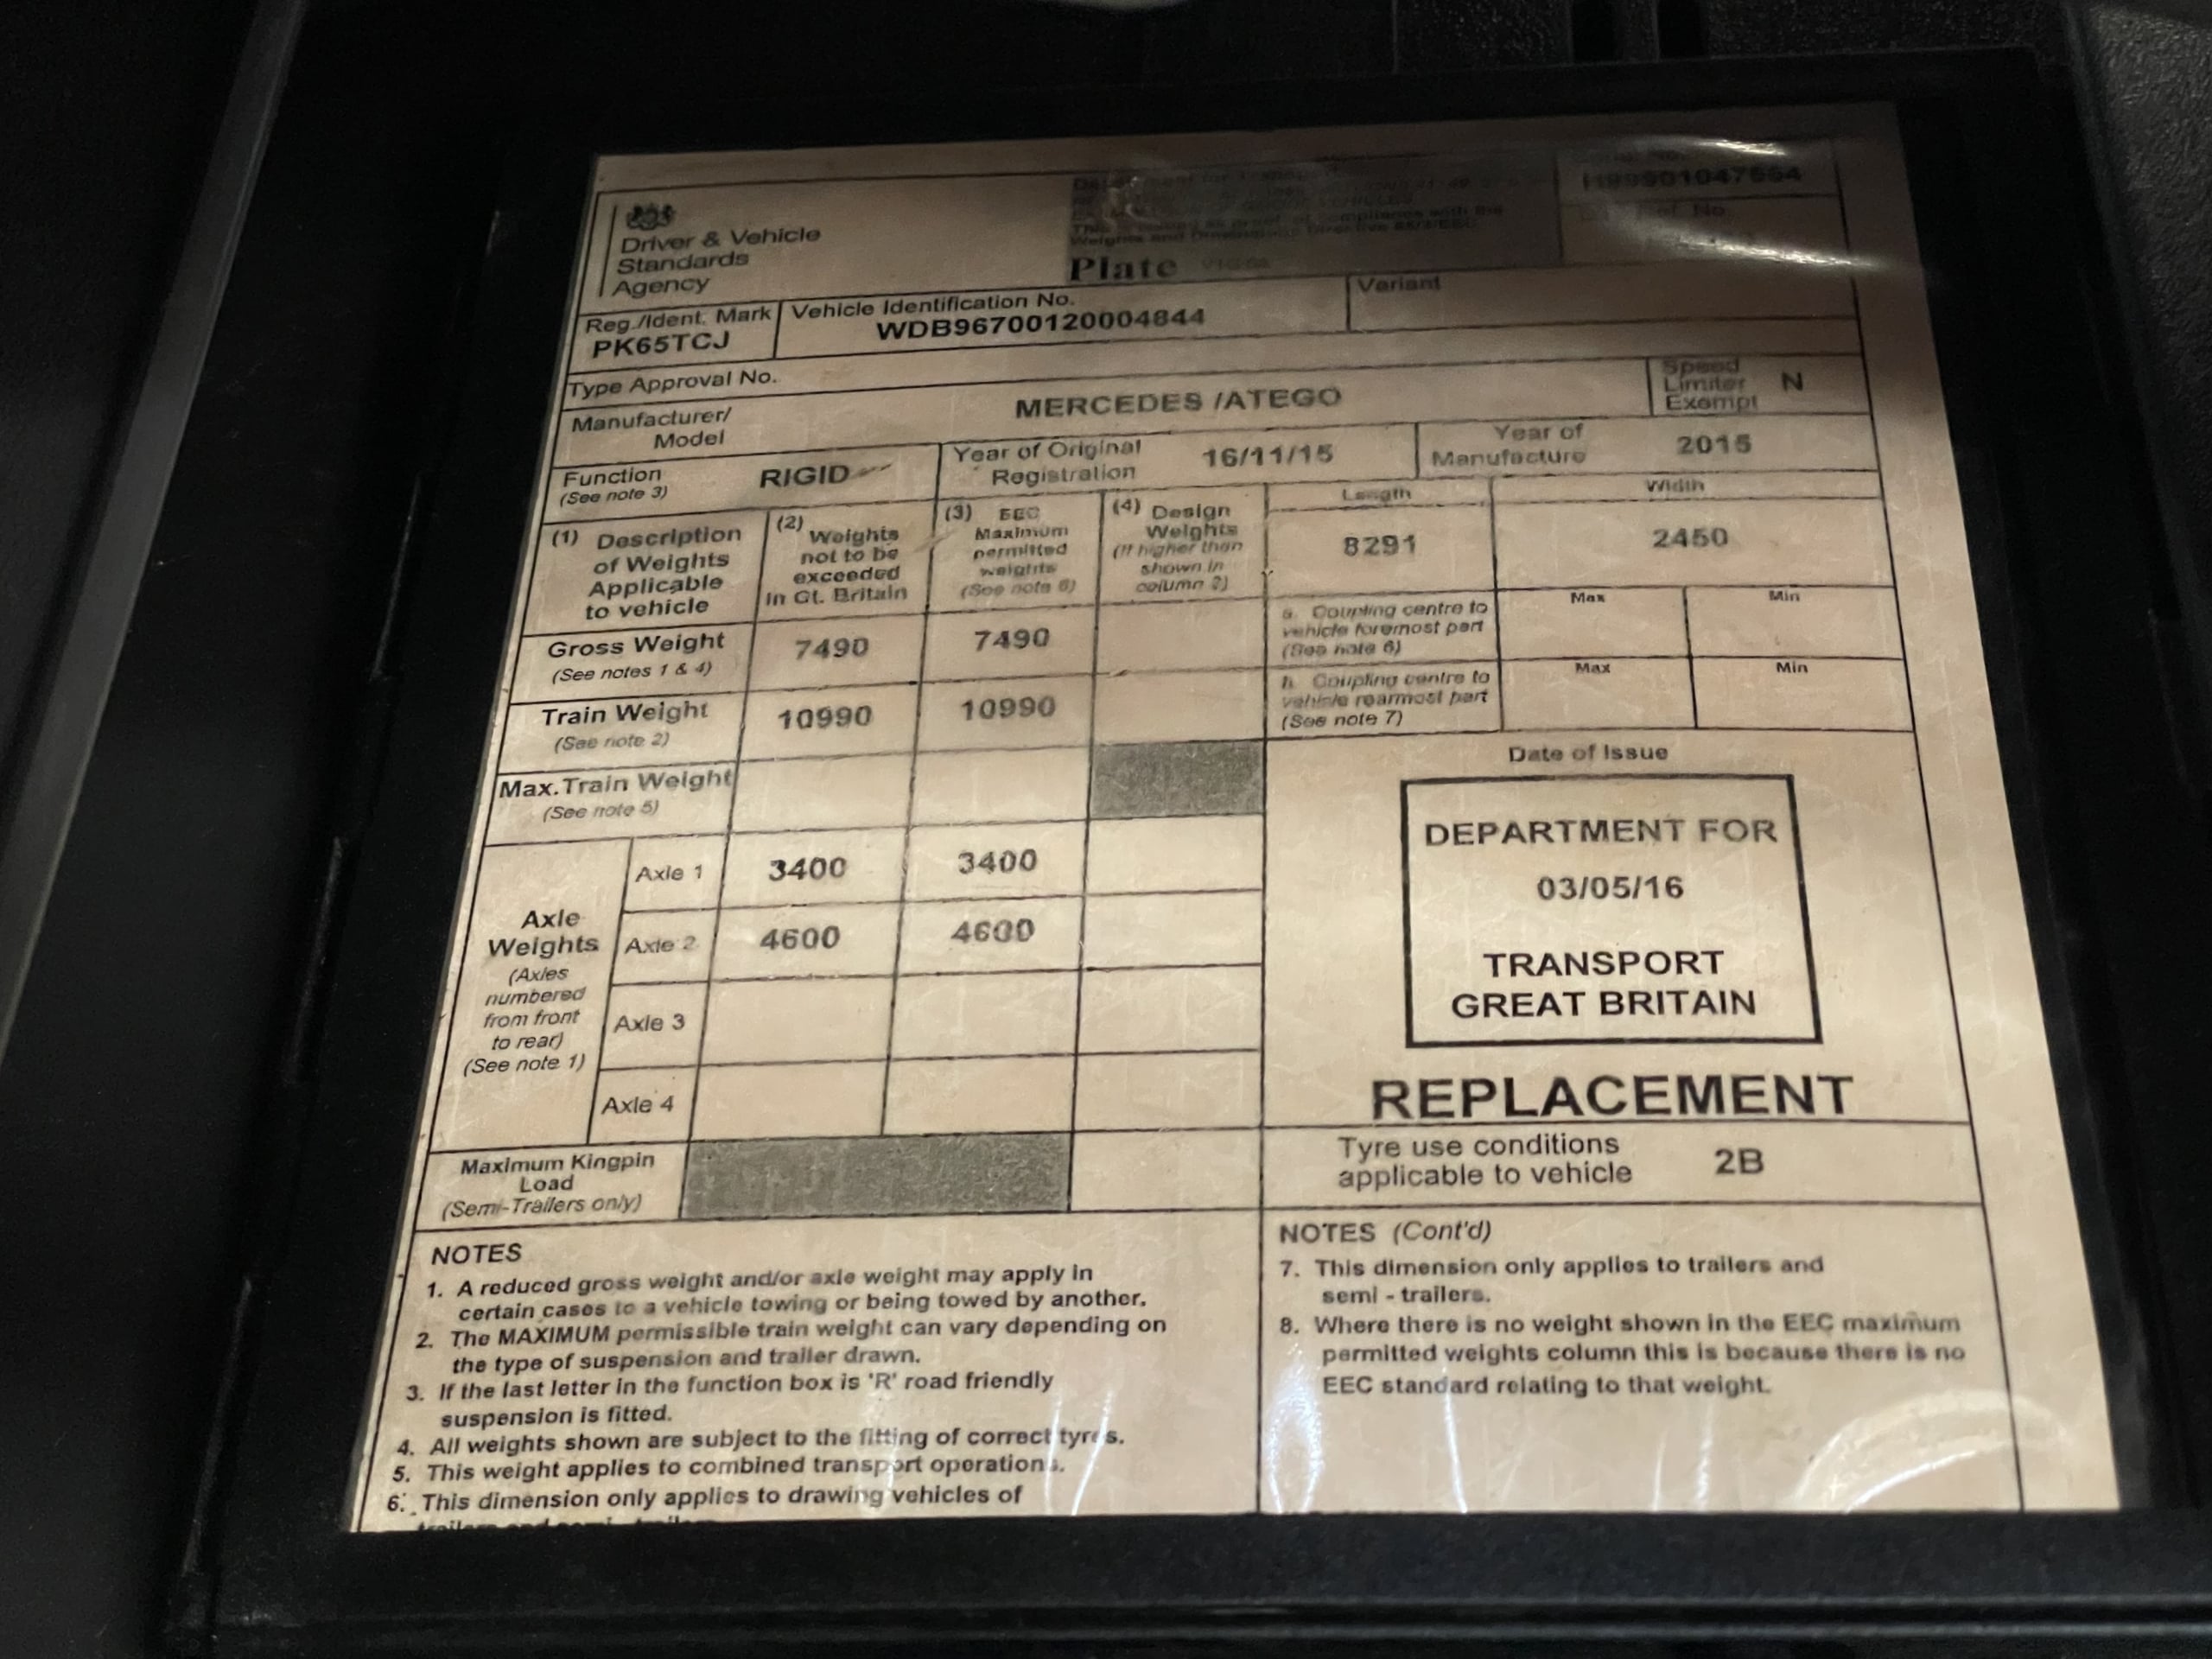 Driver & Vehicle
Standards
Agency
This is issued as proof of compliance with the
Weights and Dimensions Directive
Plate
Reg./Ident. Mark
PK65TCJ
Vehicle Identification No.
WDB96700120004844
Variant
Type Approval No.
Manufacturer/
Model
MERCEDES /ATEGO
Speed
Limiter
Exempt
N
Function
(See note 3)
RIGID
Year of Original
Registration
16/11/15
Year of
Manufacture
2015
(1) Description
of Weights
Applicable
to vehicle
(2) Weights
not to be
exceeded
in Gt. Britain
(3) EEC
Maximum
permitted
weights
(See note 8)
(4) Design
Weights
(If higher than
shown in
column 2)
Length
8291
Width
2450
Gross Weight
(See notes 1 & 4)
7490
7490
a. Coupling centre to
vehicle foremost part
(See note 6)
Max
Min
Train Weight
(See note 2)
10990
10990
b. Coupling centre to
vehicle rearmost part
(See note 7)
Max
Min
Max.Train Weight
(See note 5)
Axle
Weights
(Axles
numbered
from front
to rear)
(See note 1)
Axle 1
3400
3400
Axle 2
4600
4600
Axle 3
Axle 4
Maximum Kingpin
Load
(Semi-Trailers only)
Date of Issue
DEPARTMENT FOR
03/05/16
TRANSPORT
GREAT BRITAIN
REPLACEMENT
Tyre use conditions
applicable to vehicle
2B
NOTES
1. A reduced gross weight and/or axle weight may apply in
certain cases to a vehicle towing or being towed by another.
2. The MAXIMUM permissible train weight can vary depending on
the type of suspension and trailer drawn.
3. If the last letter in the function box is 'R' road friendly
suspension is fitted.
4. All weights shown are subject to the fitting of correct tyres.
5. This weight applies to combined transport operations.
6. This dimension only applies to drawing vehicles of
NOTES (Cont'd)
7. This dimension only applies to trailers and
semi - trailers.
8. Where there is no weight shown in the EEC maximum
permitted weights column this is because there is no
EEC standard relating to that weight.